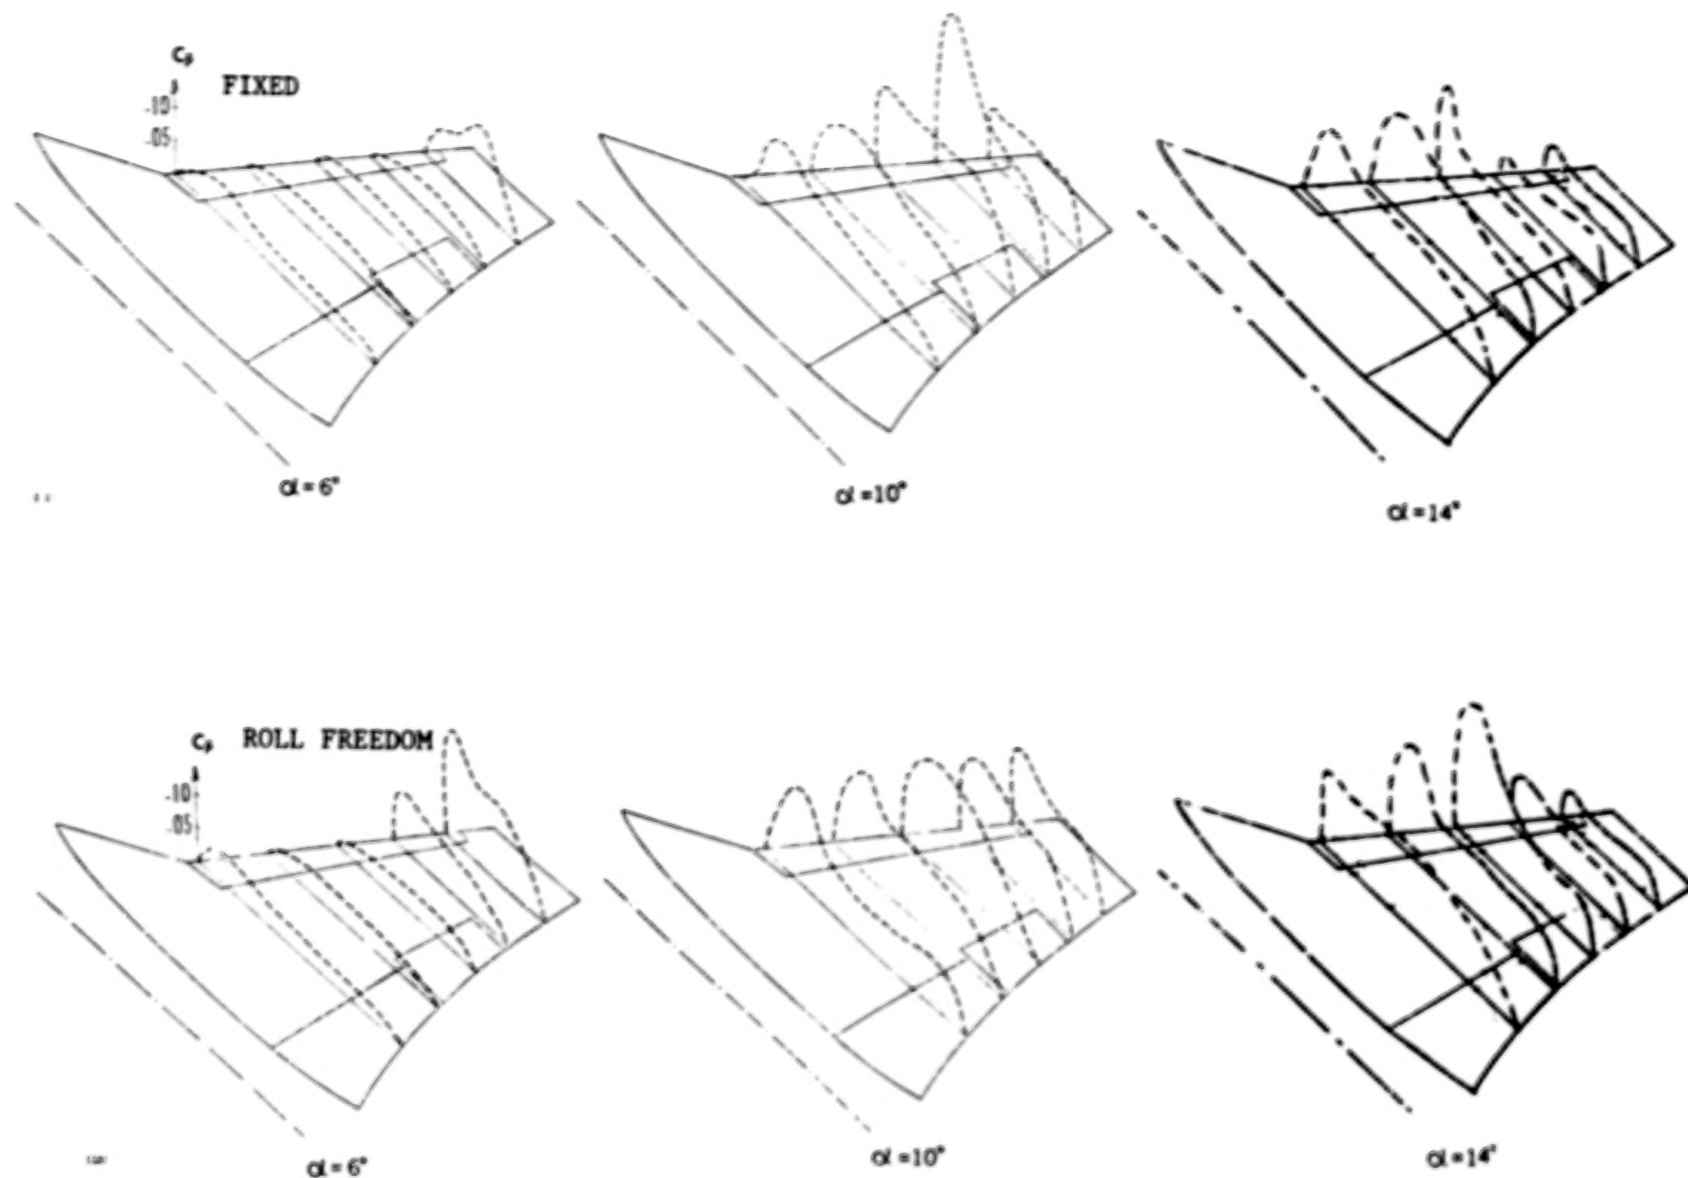 Cp
FIXED
.10
.05
α = 6°
α = 10°
α = 14°
Cp ROLL FREEDOM
.10
.05
α = 6°
α = 10°
α = 14°